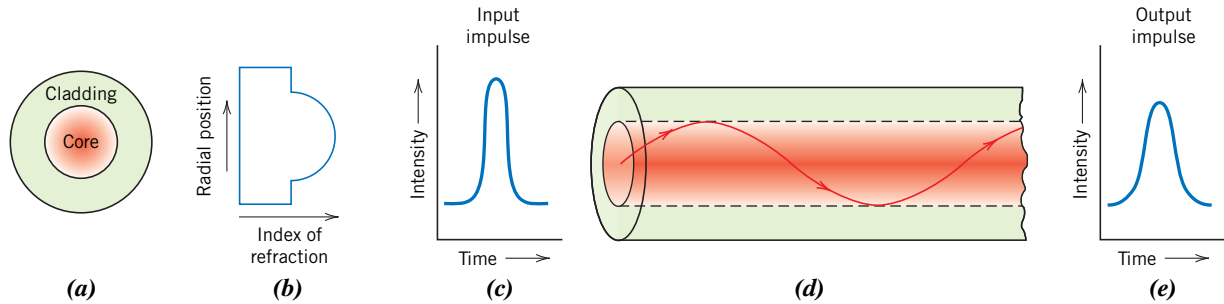 Cladding
Core
(a)
Radial position
Index of
refraction
(b)
Input
impulse
Intensity
Time
(c)
(d)
Output
impulse
Intensity
Time
(e)